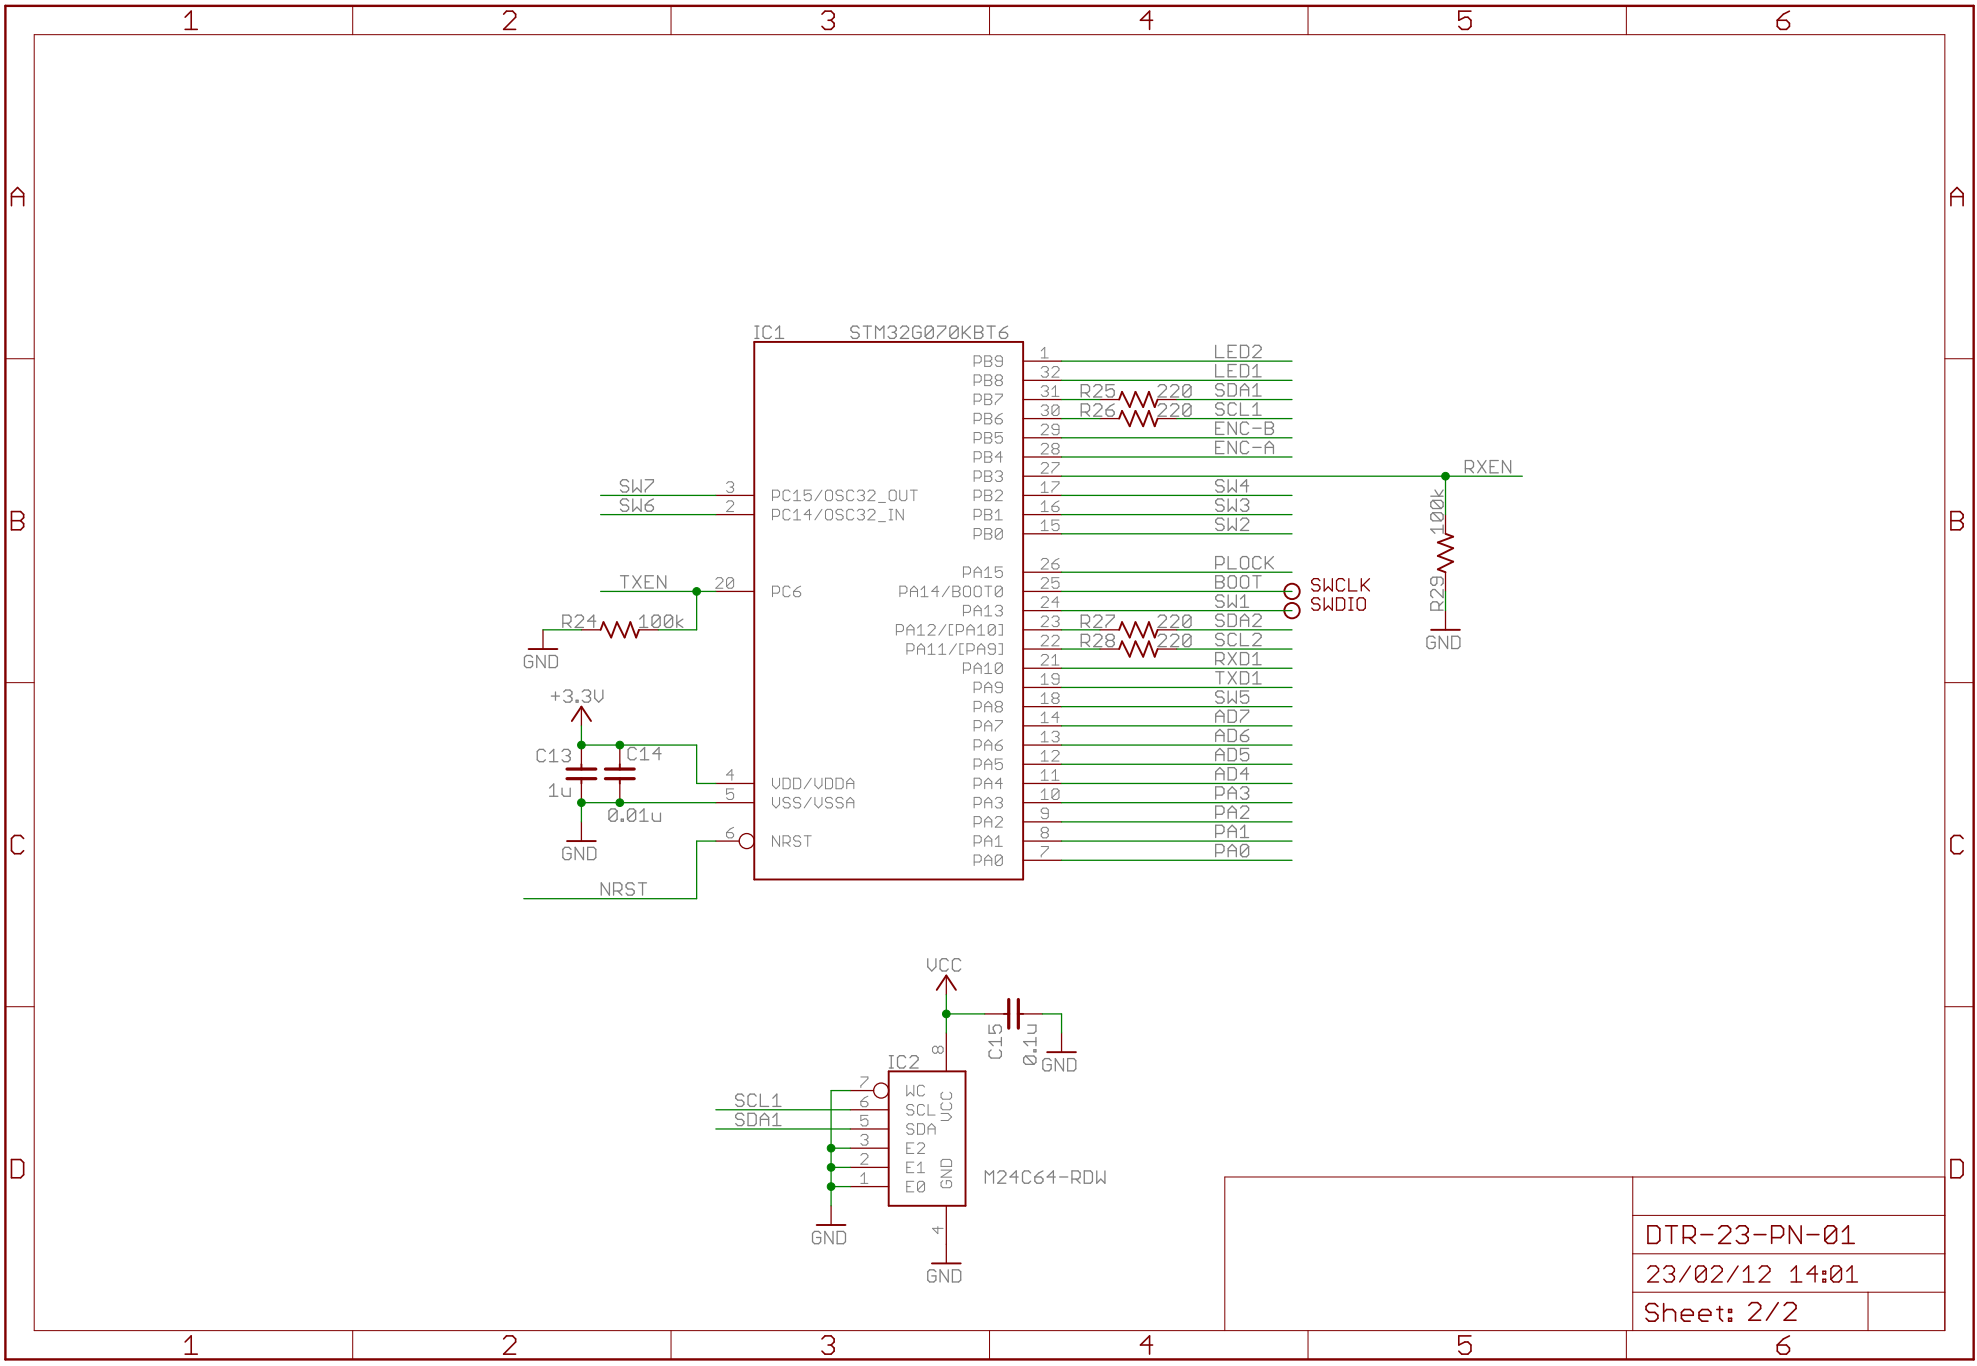 1 2 3 4 5 6
A A
IC1 STM32G070KBT6
PB9 1 LED2
PB8 32 LED1
PB7 31 R25 220 SDA1
PB6 30 R26 220 SCL1
PB5 29 ENC-B
PB4 28 ENC-A
PB3 27 RXEN
SW7 3 PC15/OSC32_OUT PB2 17 SW4
SW6 2 PC14/OSC32_IN PB1 16 SW3
PB0 15 SW2
100k
R29
GND
B B
PA15 26 PLOCK
TXEN 20 PC6 PA14/BOOT0 25 BOOT SWCLK
PA13 24 SW1 SWDIO
R24 100k PA12/[PA10] 23 R27 220 SDA2
GND PA11/[PA9] 22 R28 220 SCL2
PA10 21 RXD1
PA9 19 TXD1
+3.3V PA8 18 SW5
PA7 14 AD7
C13 C14 PA6 13 AD6
PA5 12 AD5
1u 4 VDD/VDDA PA4 11 AD4
0.01u 5 VSS/VSSA PA3 10 PA3
PA2 9 PA2
GND 6 NRST PA1 8 PA1
PA0 7 PA0
C C
NRST
VCC
C15 0.1u GND
IC2 8
7 WC VCC
SCL1 6 SCL
SDA1 5 SDA
3 E2
2 E1 GND
1 E0
M24C64-RDW
D D
GND 4
GND
DTR-23-PN-01
23/02/12 14:01
Sheet: 2/2
1 2 3 4 5 6